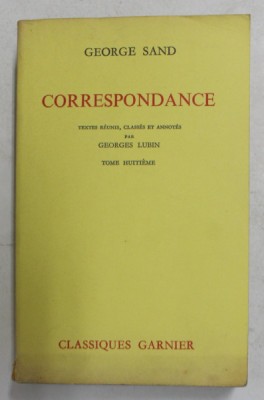 GEORGE SAND
CORRESPONDANCE
TEXTES RÉUNIS, CLASSÉS ET ANNOTÉS
PAR
GEORGES LUBIN
TOME HUITIÈME
CLASSIQUES GARNIER